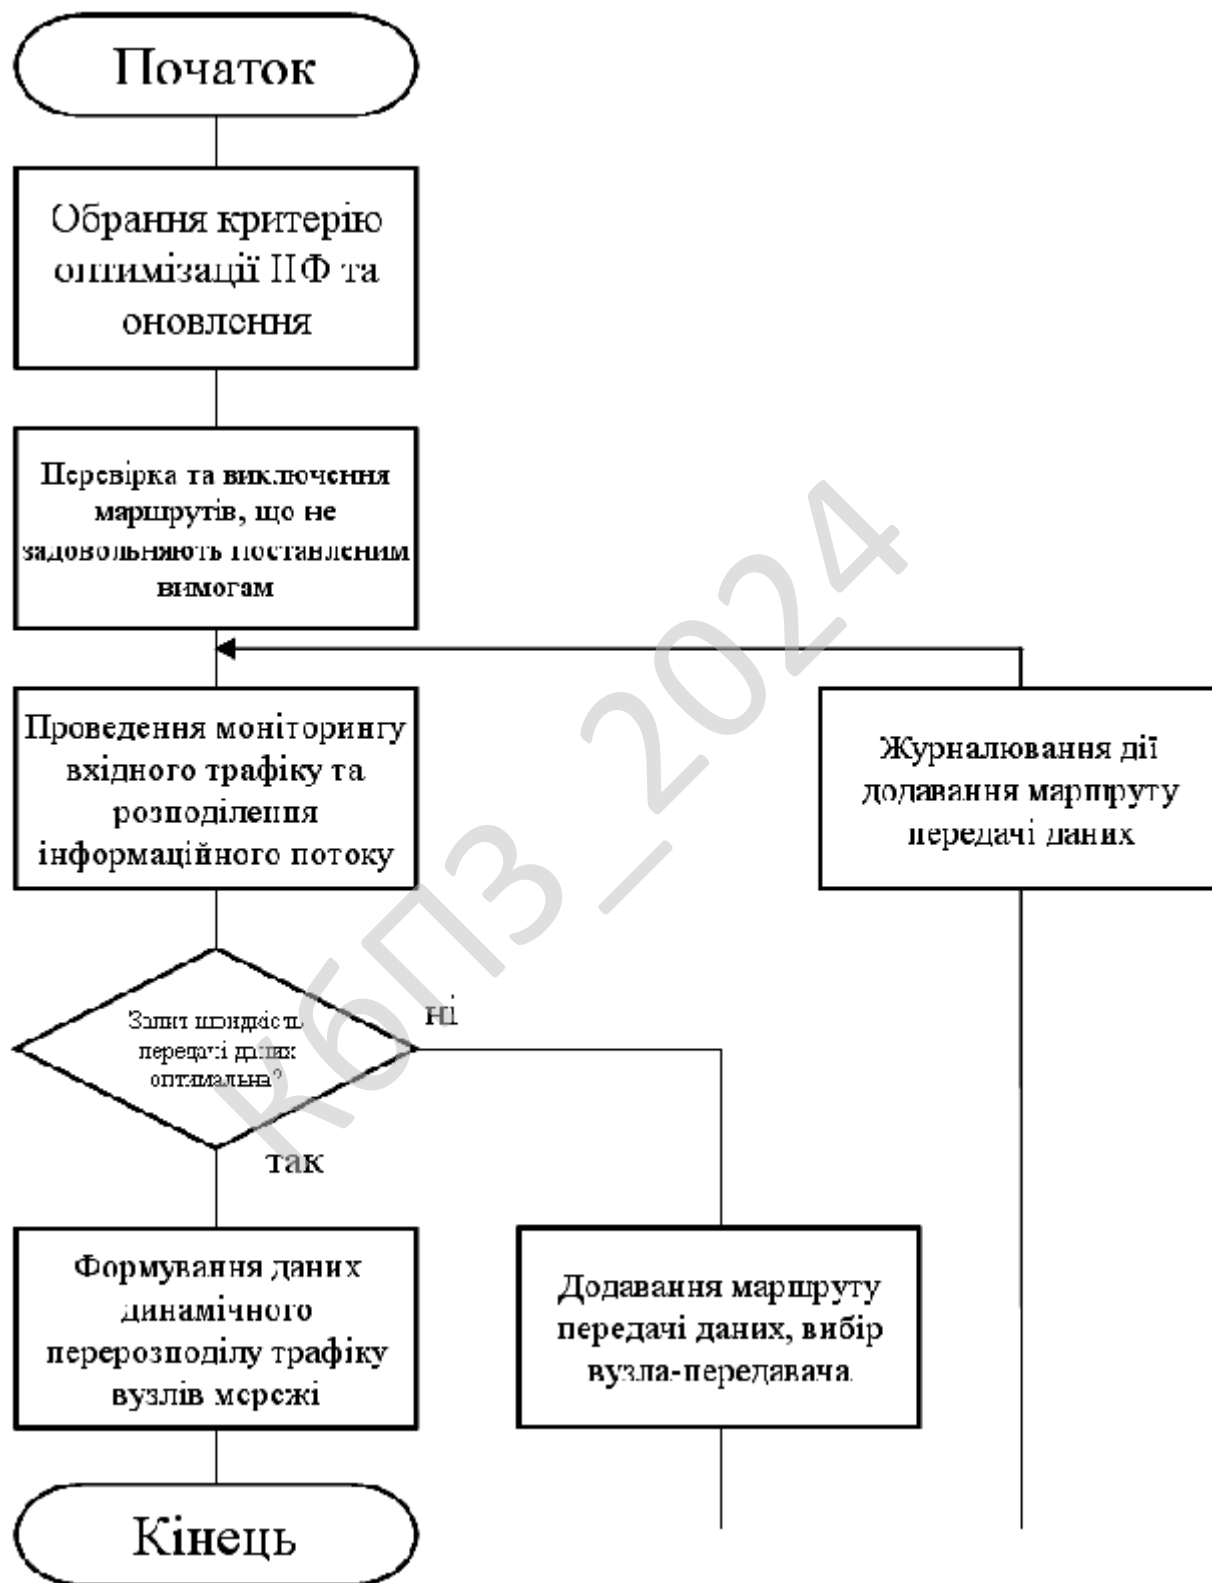 Початок
Обрання критерію
оптимізації ПФ та
оновлення
Перевірка та виключення
маршрутів, що не
задовольняють поставленим
вимогам
Проведення моніторингу
вхідного трафіку та
розподілення
інформаційного потоку
Журналювання дії
додавання маршруту
передачі даних
Запит швидкість
передачі даних
оптимальна?
ні
так
Формування даних
динамічного
перерозподілу трафіку
вузлів мережі
Додавання маршруту
передачі даних, вибір
вузла-передавача
Кінець
КбПЗ_2024